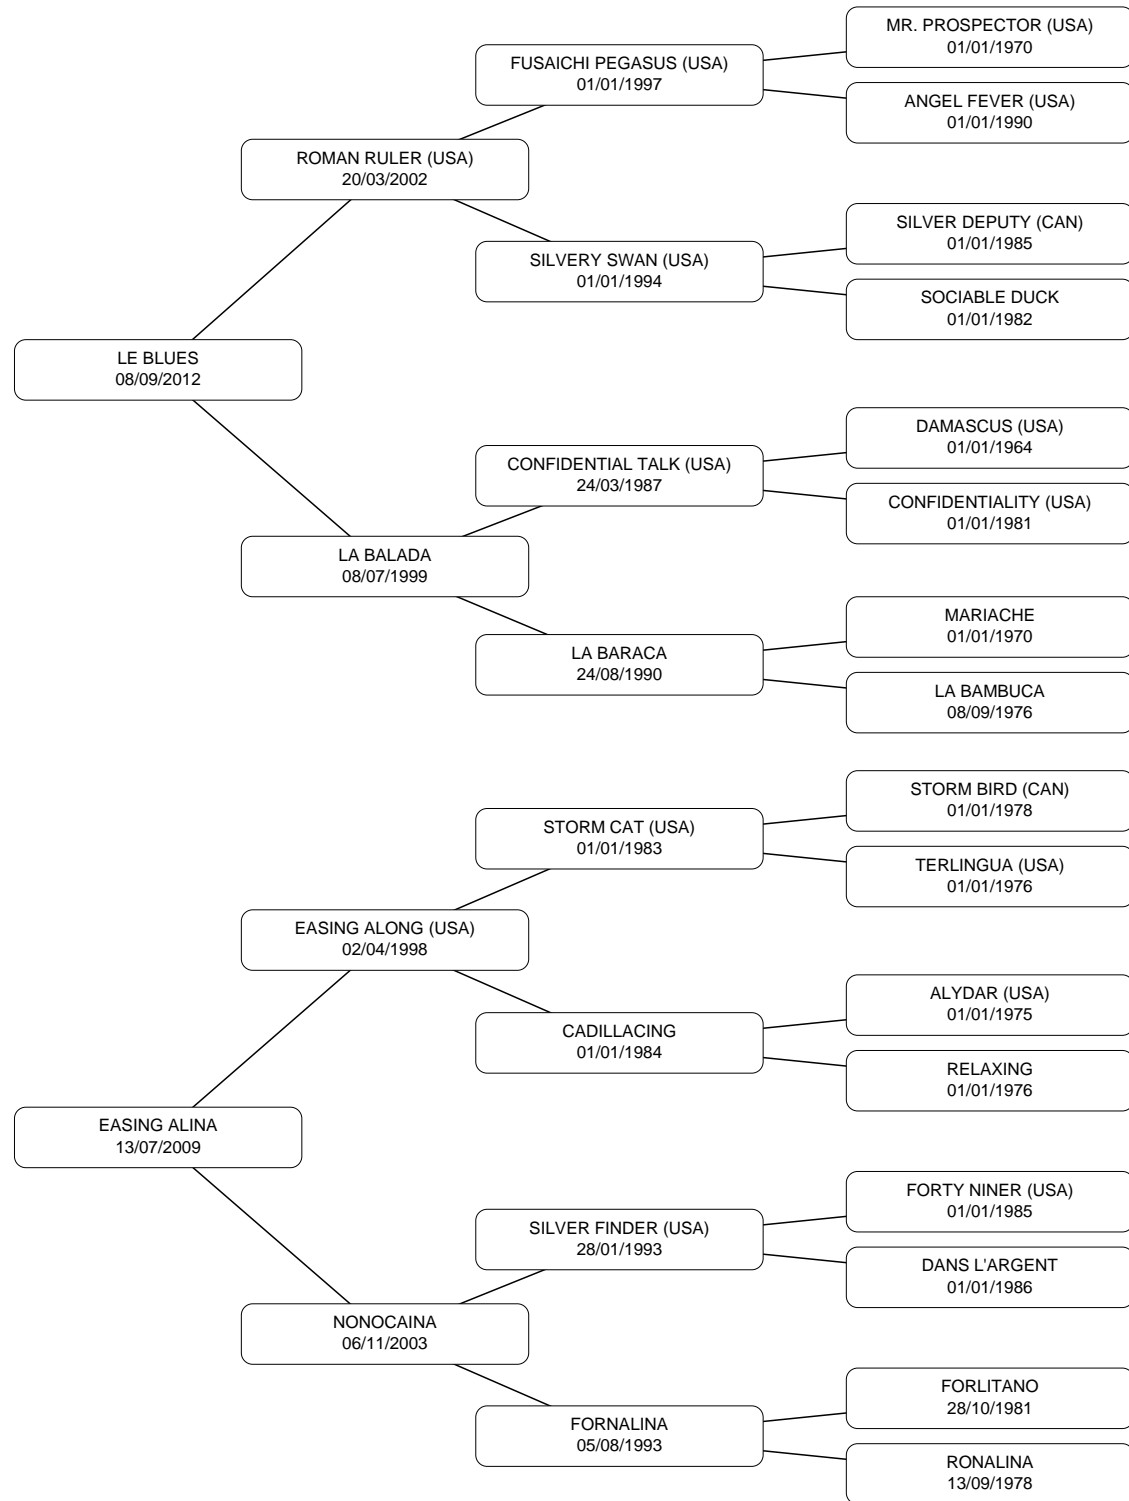 MR. PROSPECTOR (USA)
01/01/1970
FUSAICHI PEGASUS (USA)
01/01/1997
ANGEL FEVER (USA)
01/01/1990
ROMAN RULER (USA)
20/03/2002
SILVER DEPUTY (CAN)
01/01/1985
SILVERY SWAN (USA)
01/01/1994
SOCIABLE DUCK
01/01/1982
LE BLUES
08/09/2012
DAMASCUS (USA)
01/01/1964
CONFIDENTIAL TALK (USA)
24/03/1987
CONFIDENTIALITY (USA)
01/01/1981
LA BALADA
08/07/1999
MARIACHE
01/01/1970
LA BARACA
24/08/1990
LA BAMBUCA
08/09/1976
STORM BIRD (CAN)
01/01/1978
STORM CAT (USA)
01/01/1983
TERLINGUA (USA)
01/01/1976
EASING ALONG (USA)
02/04/1998
ALYDAR (USA)
01/01/1975
CADILLACING
01/01/1984
RELAXING
01/01/1976
EASING ALINA
13/07/2009
FORTY NINER (USA)
01/01/1985
SILVER FINDER (USA)
28/01/1993
DANS L'ARGENT
01/01/1986
NONOCAINA
06/11/2003
FORLITANO
28/10/1981
FORNALINA
05/08/1993
RONALINA
13/09/1978